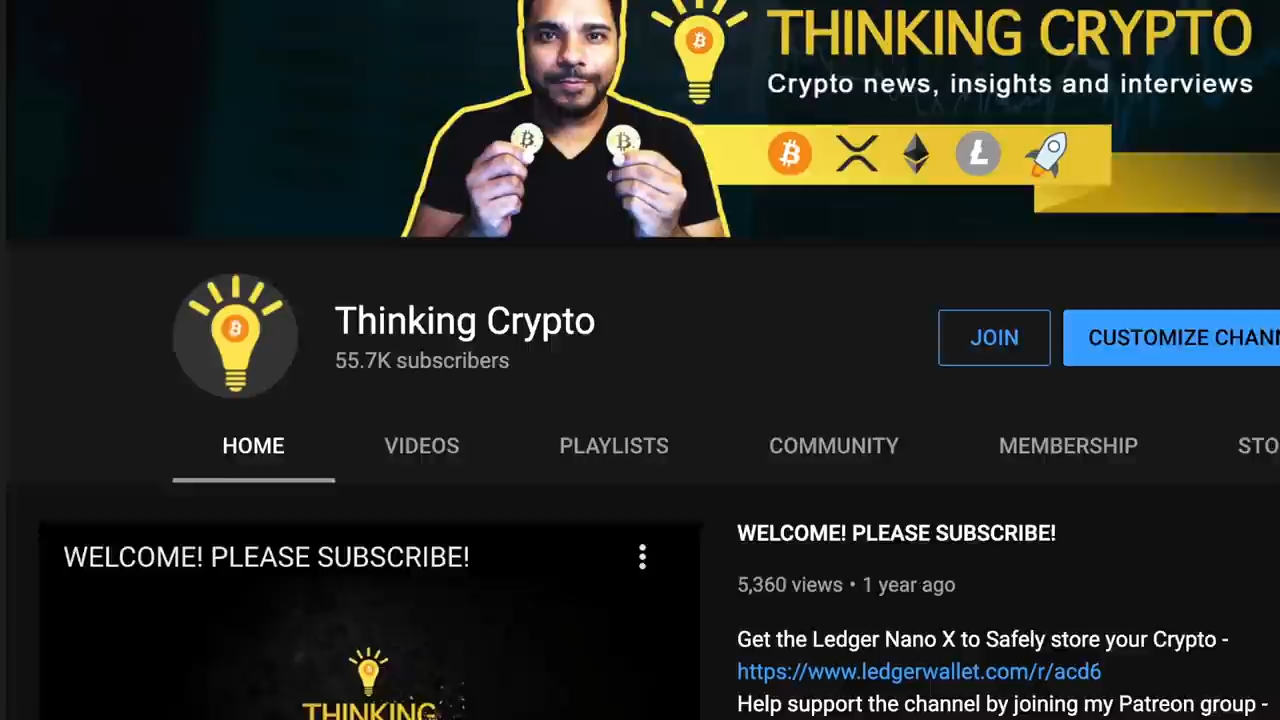 THINKING CRYPTO
Crypto news, insights and interviews
Thinking Crypto
55.7K subscribers
JOIN
CUSTOMIZE CHANN
HOME
VIDEOS
PLAYLISTS
COMMUNITY
MEMBERSHIP
STO
WELCOME! PLEASE SUBSCRIBE!
THINKING
WELCOME! PLEASE SUBSCRIBE!
5,360 views • 1 year ago
Get the Ledger Nano X to Safely store your Crypto -
https://www.ledgerwallet.com/r/acd6
Help support the channel by joining my Patreon group -